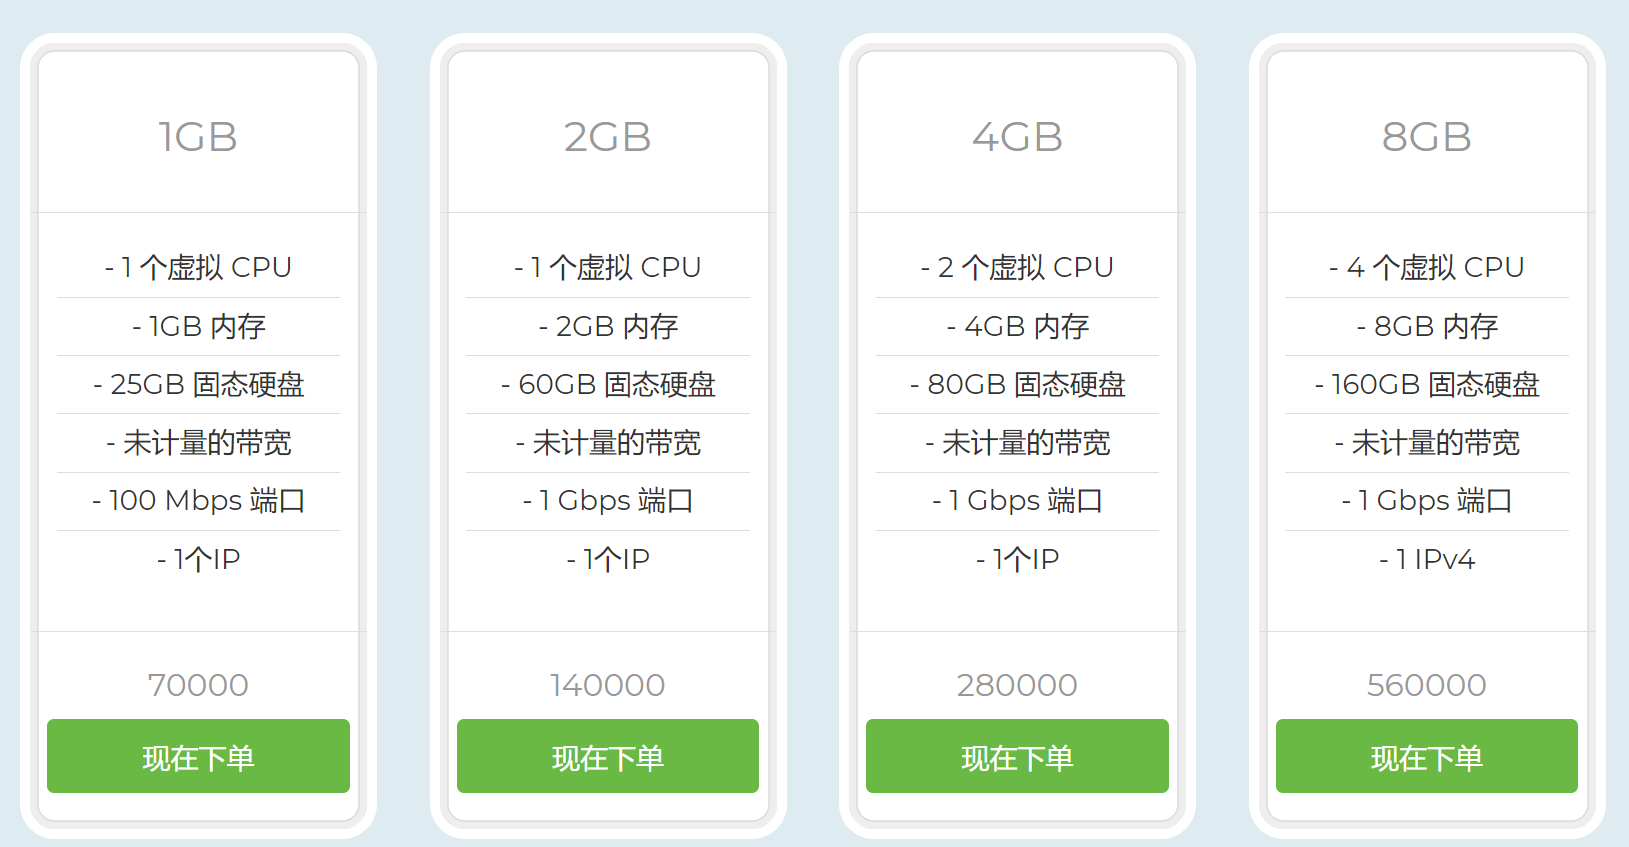 1GB
- 1 个虚拟 CPU
- 1GB 内存
- 25GB 固态硬盘
- 未计量的带宽
- 100 Mbps 端口
- 1个IP
70000
现在下单
2GB
- 1 个虚拟 CPU
- 2GB 内存
- 60GB 固态硬盘
- 未计量的带宽
- 1 Gbps 端口
- 1个IP
140000
现在下单
4GB
- 2 个虚拟 CPU
- 4GB 内存
- 80GB 固态硬盘
- 未计量的带宽
- 1 Gbps 端口
- 1个IP
280000
现在下单
8GB
- 4 个虚拟 CPU
- 8GB 内存
- 160GB 固态硬盘
- 未计量的带宽
- 1 Gbps 端口
- 1 IPv4
560000
现在下单